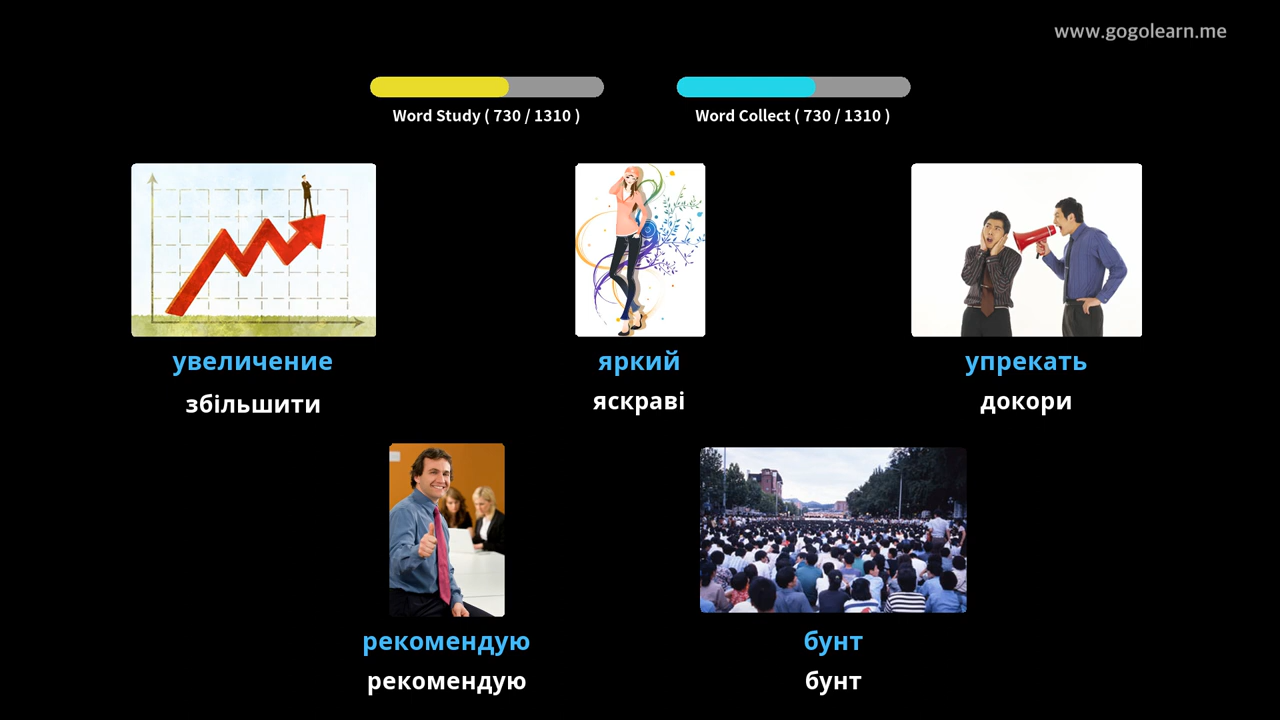 www.gogolearn.me
Word Study ( 730 / 1310 )
Word Collect ( 730 / 1310 )
увеличение
збільшити
яркий
яскраві
упрекать
докори
рекомендую
рекомендую
бунт
бунт